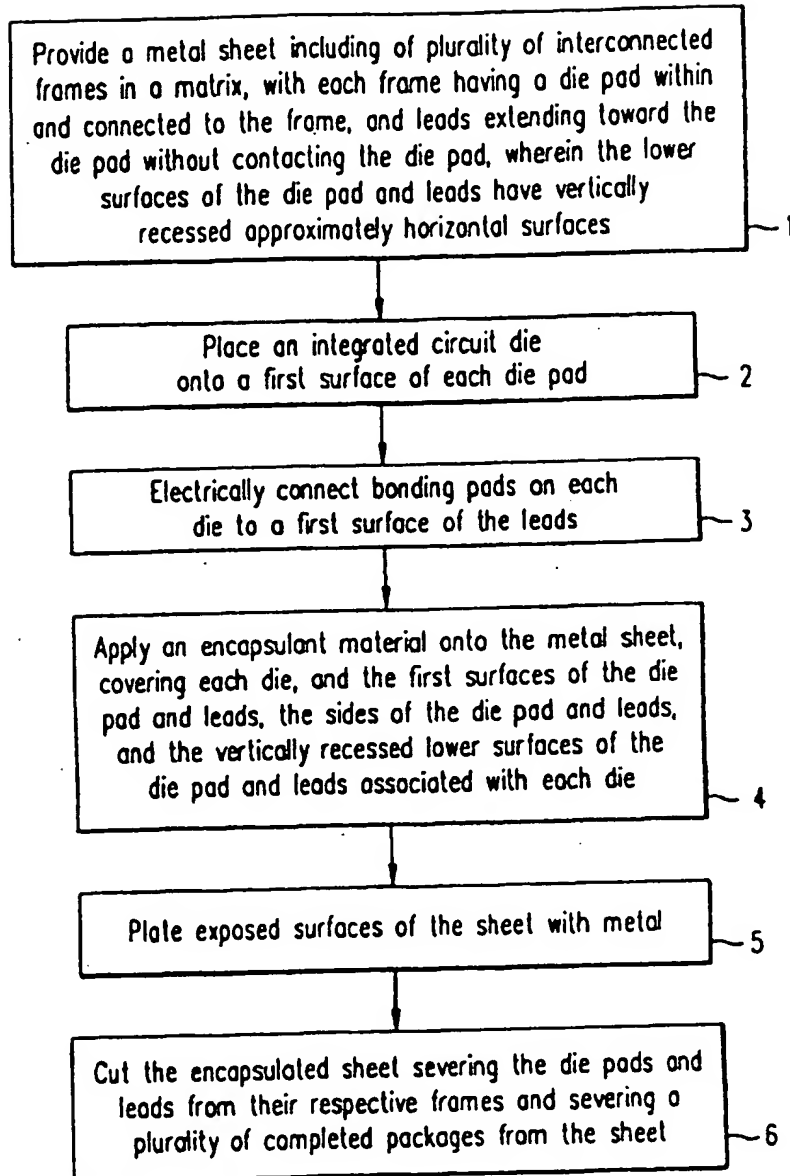 Provide a metal sheet including of plurality of interconnected
frames in a matrix, with each frame having a die pad within
and connected to the frame, and leads extending toward the
die pad without contacting the die pad, wherein the lower
surfaces of the die pad and leads have vertically
recessed approximately horizontal surfaces
1
Place an integrated circuit die
onto a first surface of each die pad
2
Electrically connect bonding pads on each
die to a first surface of the leads
3
Apply an encapsulant material onto the metal sheet,
covering each die, and the first surfaces of the die
pad and leads, the sides of the die pad and leads,
and the vertically recessed lower surfaces of the
die pad and leads associated with each die
4
Plate exposed surfaces of the sheet with metal
5
Cut the encapsulated sheet severing the die pads and
leads from their respective frames and severing a
plurality of completed packages from the sheet
6